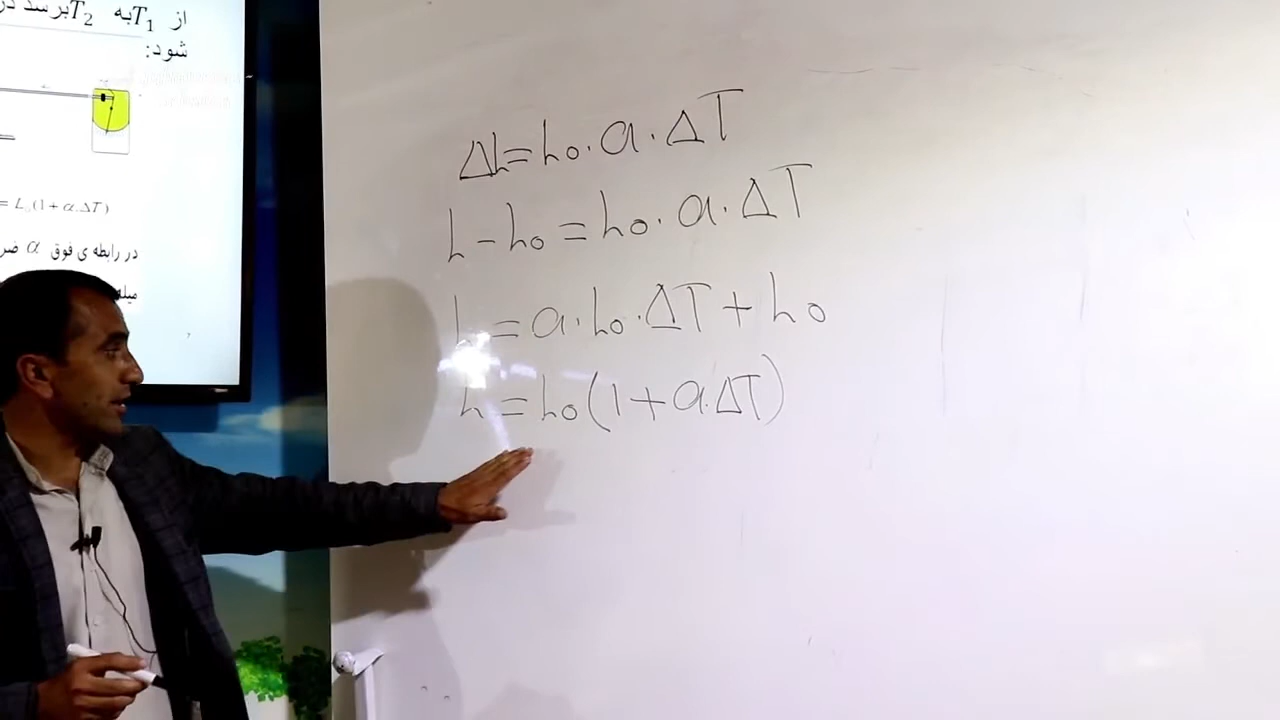 از T₁ به T₂ برسد
شود:
= L₀(1 + α.ΔT)
در رابطه ی فوق α
میله
ΔL = L₀ . α . ΔT
L - L₀ = L₀ . α . ΔT
L = α . L₀ . ΔT + L₀
L = L₀(1 + α . ΔT)